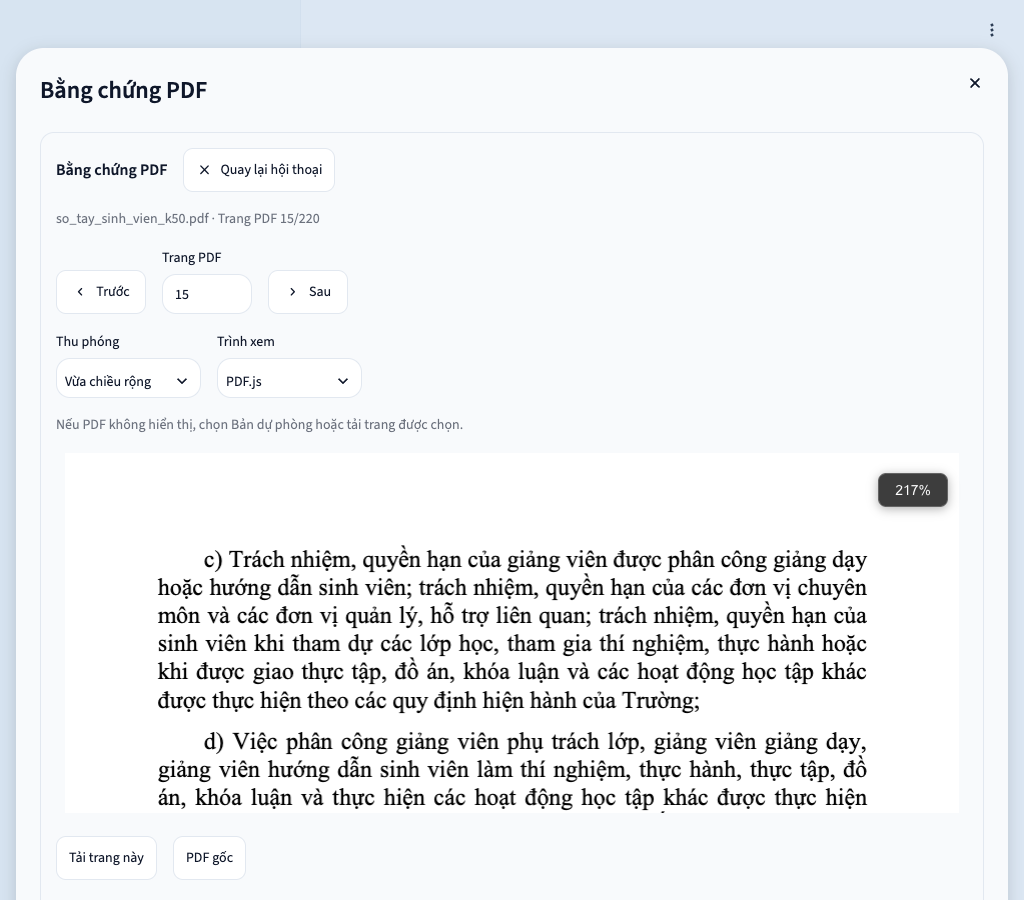 Bằng chứng PDF
Bằng chứng PDF
Quay lại hội thoại
so_tay_sinh_vien_k50.pdf · Trang PDF 15/220
Trang PDF
Trước
15
Sau
Thu phóng
Trình xem
Vừa chiều rộng
PDF.js
Nếu PDF không hiển thị, chọn Bản dự phòng hoặc tải trang được chọn.
217%
c) Trách nhiệm, quyền hạn của giảng viên được phân công giảng dạy
hoặc hướng dẫn sinh viên; trách nhiệm, quyền hạn của các đơn vị chuyên
môn và các đơn vị quản lý, hỗ trợ liên quan; trách nhiệm, quyền hạn của
sinh viên khi tham dự các lớp học, tham gia thí nghiệm, thực hành hoặc
khi được giao thực tập, đồ án, khóa luận và các hoạt động học tập khác
được thực hiện theo các quy định hiện hành của Trường;
d) Việc phân công giảng viên phụ trách lớp, giảng viên giảng dạy,
giảng viên hướng dẫn sinh viên làm thí nghiệm, thực hành, thực tập, đồ
án, khóa luận và thực hiện các hoạt động học tập khác được thực hiện
Tải trang này
PDF gốc